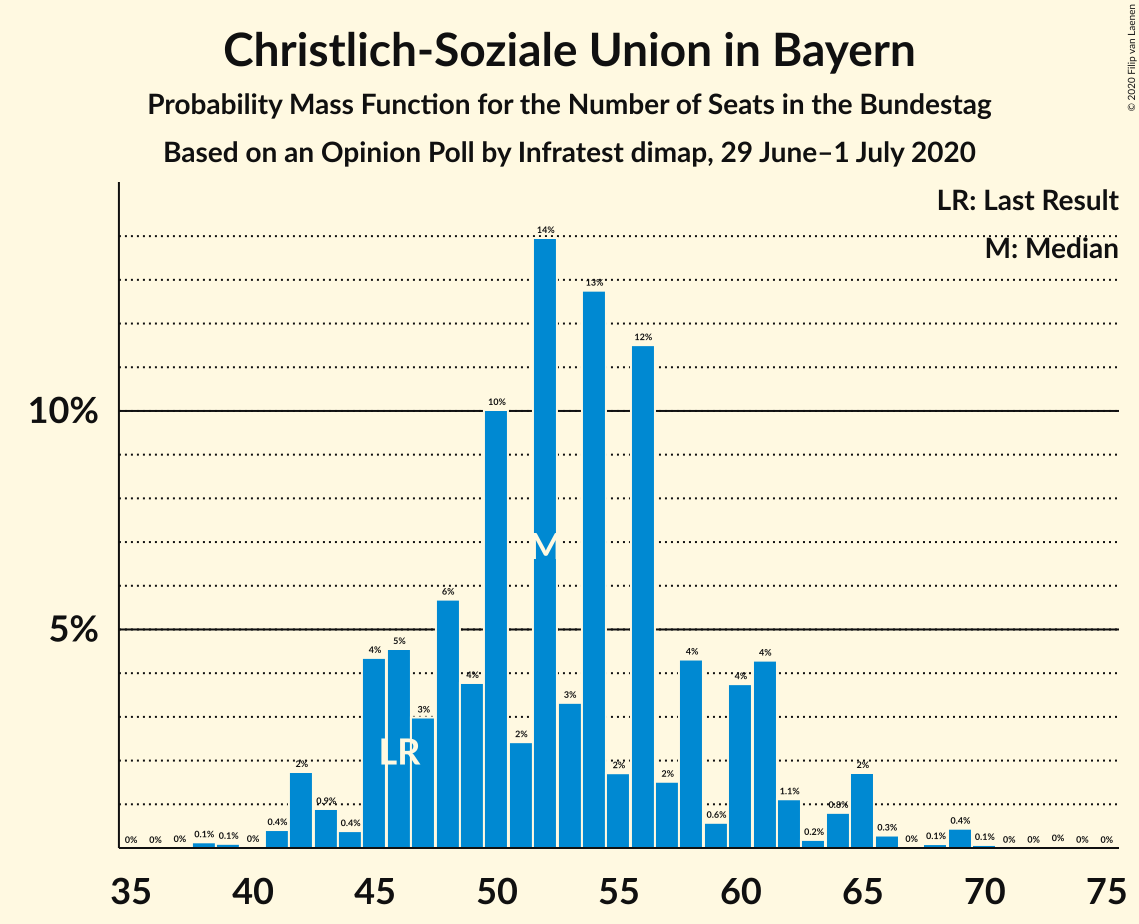 Christlich-Soziale Union in Bayern
Probability Mass Function for the Number of Seats in the Bundestag
Based on an Opinion Poll by Infratest dimap, 29 June–1 July 2020
© 2020 Filip van Laenen
LR: Last Result
M: Median
10%
5%
0% 0% 0% 0.1% 0.1% 0% 0.4% 2% 0.9% 0.4% 4% 5% 3% 6% 4% 10% 2% 14% 3% 13% 2% 12% 2% 4% 0.6% 4% 4% 1.1% 0.2% 0.8% 2% 0.3% 0% 0.1% 0.4% 0.1% 0% 0% 0% 0% 0%
M
LR
35 40 45 50 55 60 65 70 75